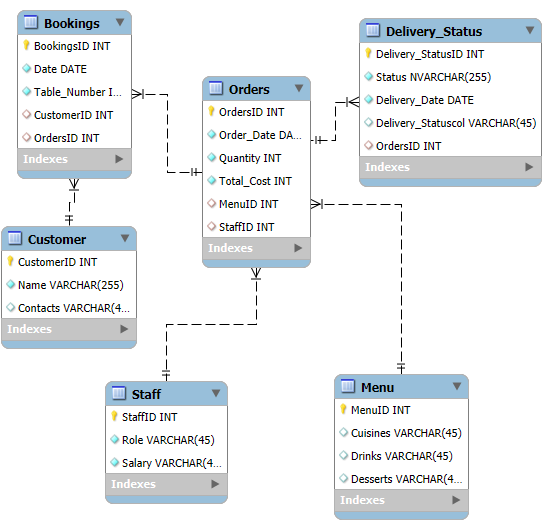 Bookings
BookingsID INT
Date DATE
Table_Number I...
CustomerID INT
OrdersID INT
Indexes
Customer
CustomerID INT
Name VARCHAR(255)
Contacts VARCHAR(4...
Indexes
Orders
OrdersID INT
Order_Date DA...
Quantity INT
Total_Cost INT
MenuID INT
StaffID INT
Indexes
Delivery_Status
Delivery_StatusID INT
Status NVARCHAR(255)
Delivery_Date DATE
Delivery_Statuscol VARCHAR(45)
OrdersID INT
Indexes
Staff
StaffID INT
Role VARCHAR(45)
Salary VARCHAR(4...
Indexes
Menu
MenuID INT
Cuisines VARCHAR(45)
Drinks VARCHAR(45)
Desserts VARCHAR(4...
Indexes